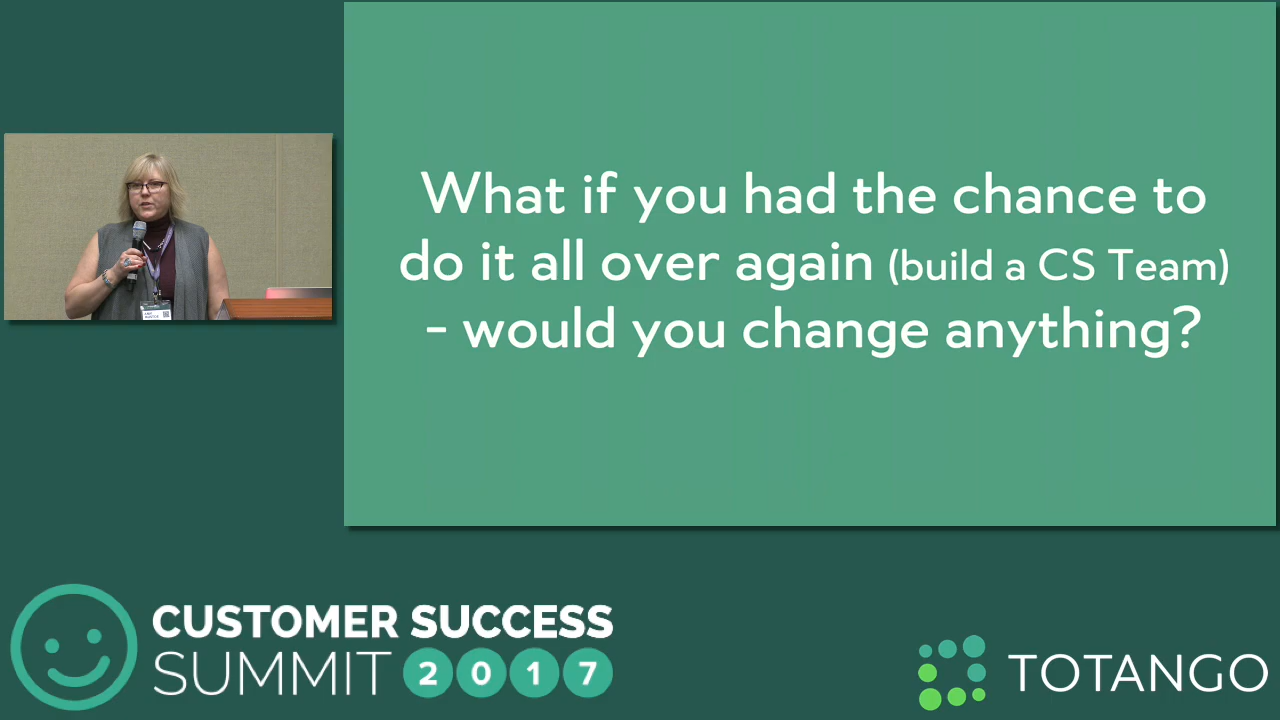 What if you had the chance to
do it all over again (build a CS Team)
- would you change anything?
CUSTOMER SUCCESS
SUMMIT 2017
TOTANGO